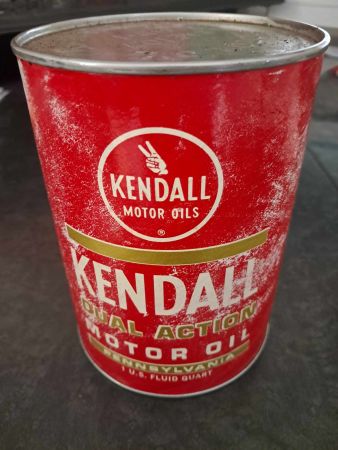 KENDALL
MOTOR OILS
®
KENDALL
DUAL ACTION
MOTOR OIL
PENNSYLVANIA
1 U.S. FLUID QUART